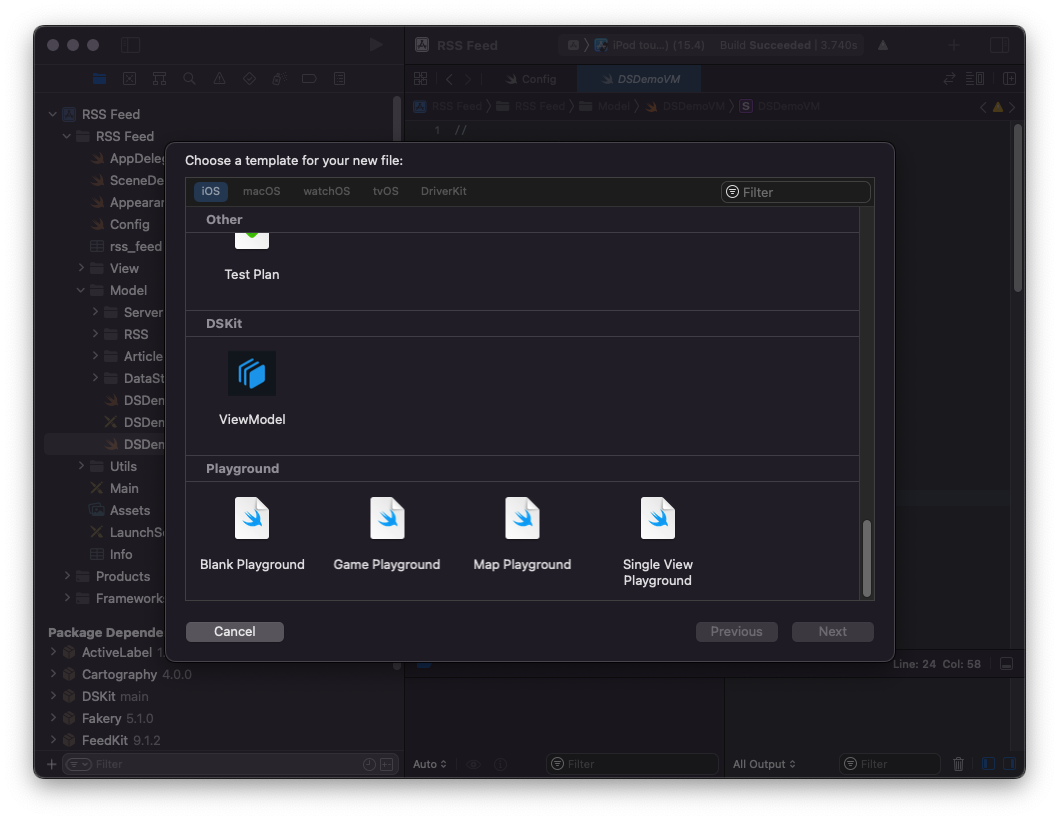 RSS Feed
iPod tou...) (15.4)
Build Succeeded | 3.740s
Config
DSDemoVM
RSS Feed
RSS Feed
Model
DSDemoVM
S
DSDemoVM
1 //
RSS Feed
RSS Feed
AppDeleg
SceneDe
Appearan
Config
rss_feed
View
Model
Server
RSS
Article
DataSt
DSDem
DSDem
DSDem
Utils
Main
Assets
LaunchSc
Info
Products
Frameworks
Package Depende
ActiveLabel 1.
Cartography 4.0.0
DSKit main
Fakery 5.1.0
FeedKit 9.1.2
Filter
Choose a template for your new file:
iOS macOS watchOS tvOS DriverKit
Filter
Other
Test Plan
DSKit
ViewModel
Playground
Blank Playground
Game Playground
Map Playground
Single View
Playground
Cancel
Previous
Next
Line: 24 Col: 58
Auto
Filter
All Output
Filter